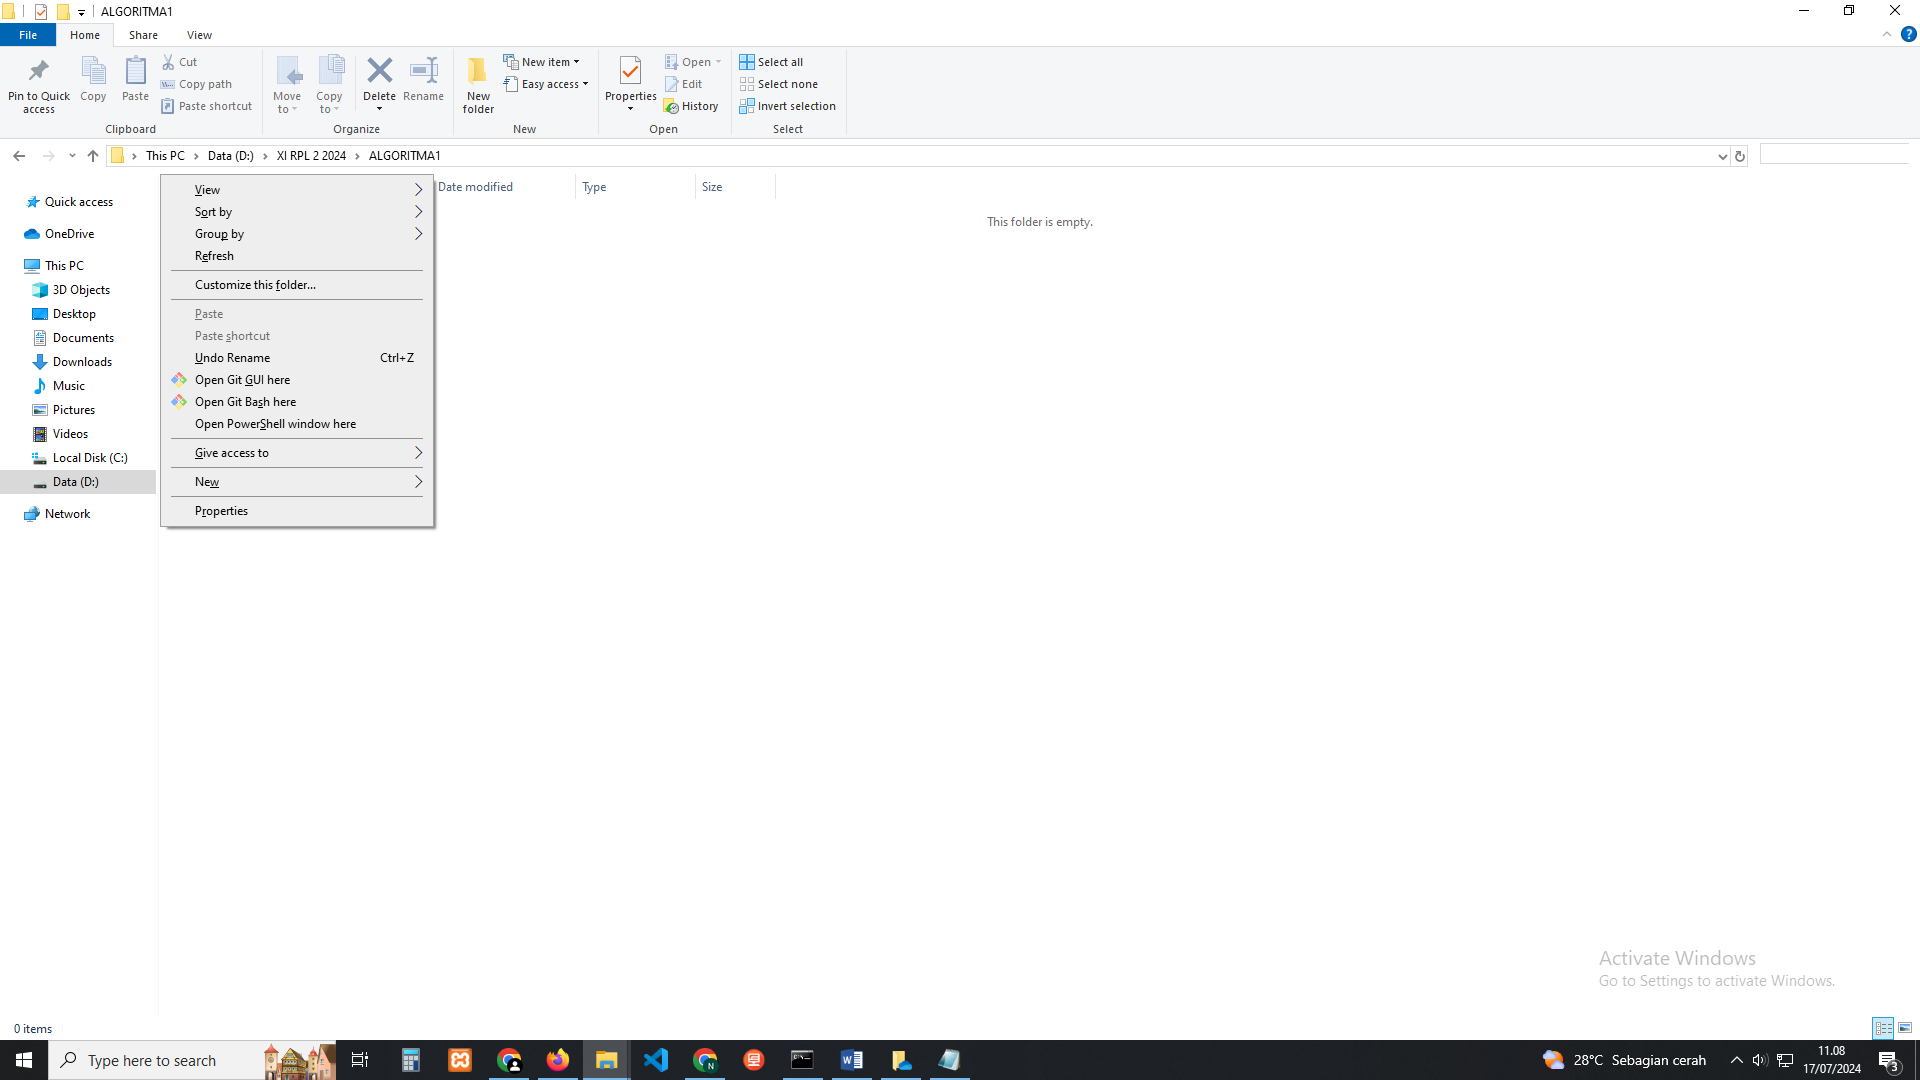 ALGORITMA1
File Home Share View
Pin to Quick access
Copy
Paste
Cut
Copy path
Paste shortcut
Clipboard
Move to
Copy to
Delete
Rename
Organize
New folder
New item
Easy access
New
Properties
Open
Edit
History
Open
Select all
Select none
Invert selection
Select
This PC > Data (D:) > XI RPL 2 2024 > ALGORITMA1
Date modified Type Size
This folder is empty.
Quick access
OneDrive
This PC
3D Objects
Desktop
Documents
Downloads
Music
Pictures
Videos
Local Disk (C:)
Data (D:)
Network
View
Sort by
Group by
Refresh
Customize this folder...
Paste
Paste shortcut
Undo Rename Ctrl+Z
Open Git GUI here
Open Git Bash here
Open PowerShell window here
Give access to
New
Properties
Activate Windows
Go to Settings to activate Windows.
0 items
Type here to search
28°C Sebagian cerah
11.08
17/07/2024
3